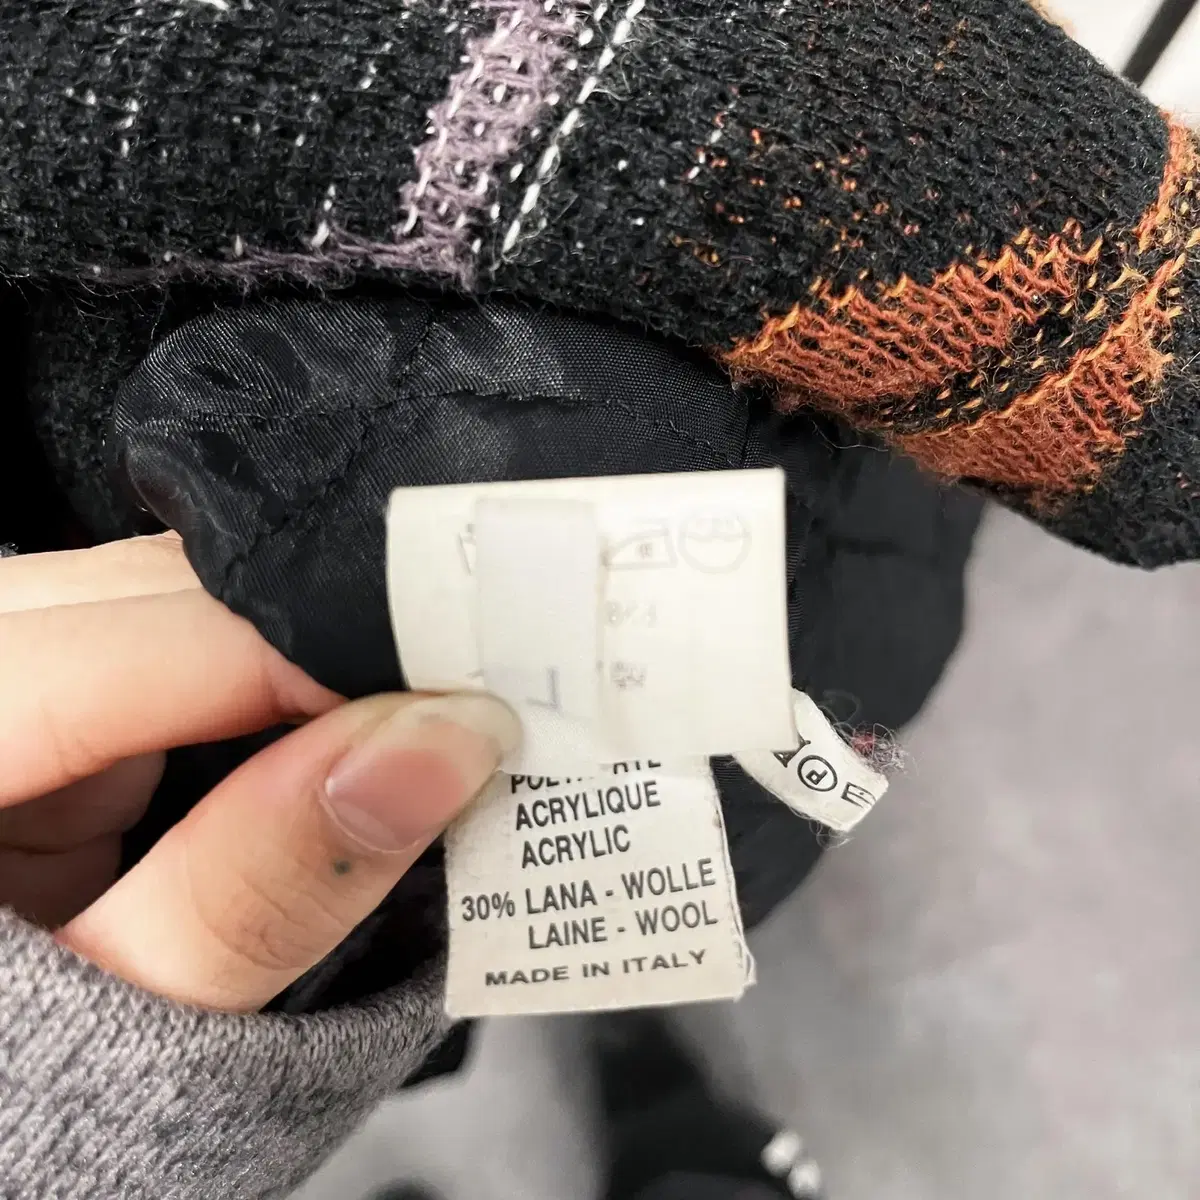 ACRYLIQUE
ACRYLIC
30% LANA - WOLLE
LAINE - WOOL
MADE IN ITALY
P